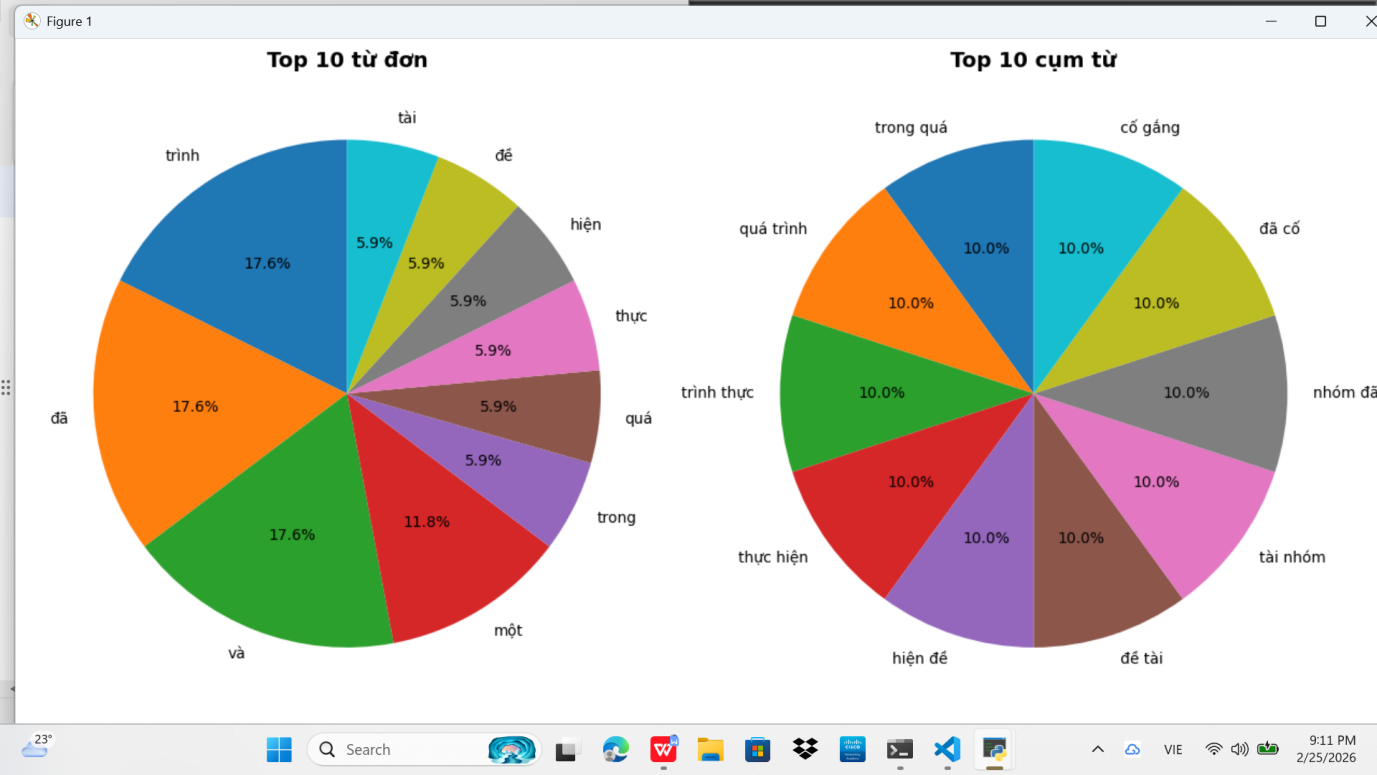 Figure 1
Top 10 từ đơn
tài
đề
trình
hiện
5.9%
5.9%
17.6%
5.9%
thực
5.9%
17.6%
5.9%
đã
quá
5.9%
11.8%
17.6%
trong
một
và
Top 10 cụm từ
trong quá
cố gắng
quá trình
đã cố
10.0%
10.0%
10.0%
10.0%
trình thực
10.0%
10.0%
nhóm đã
10.0%
10.0%
10.0%
10.0%
thực hiện
tài nhóm
hiện đề
đề tài
23°
Search
VIE
9:11 PM
2/25/2026